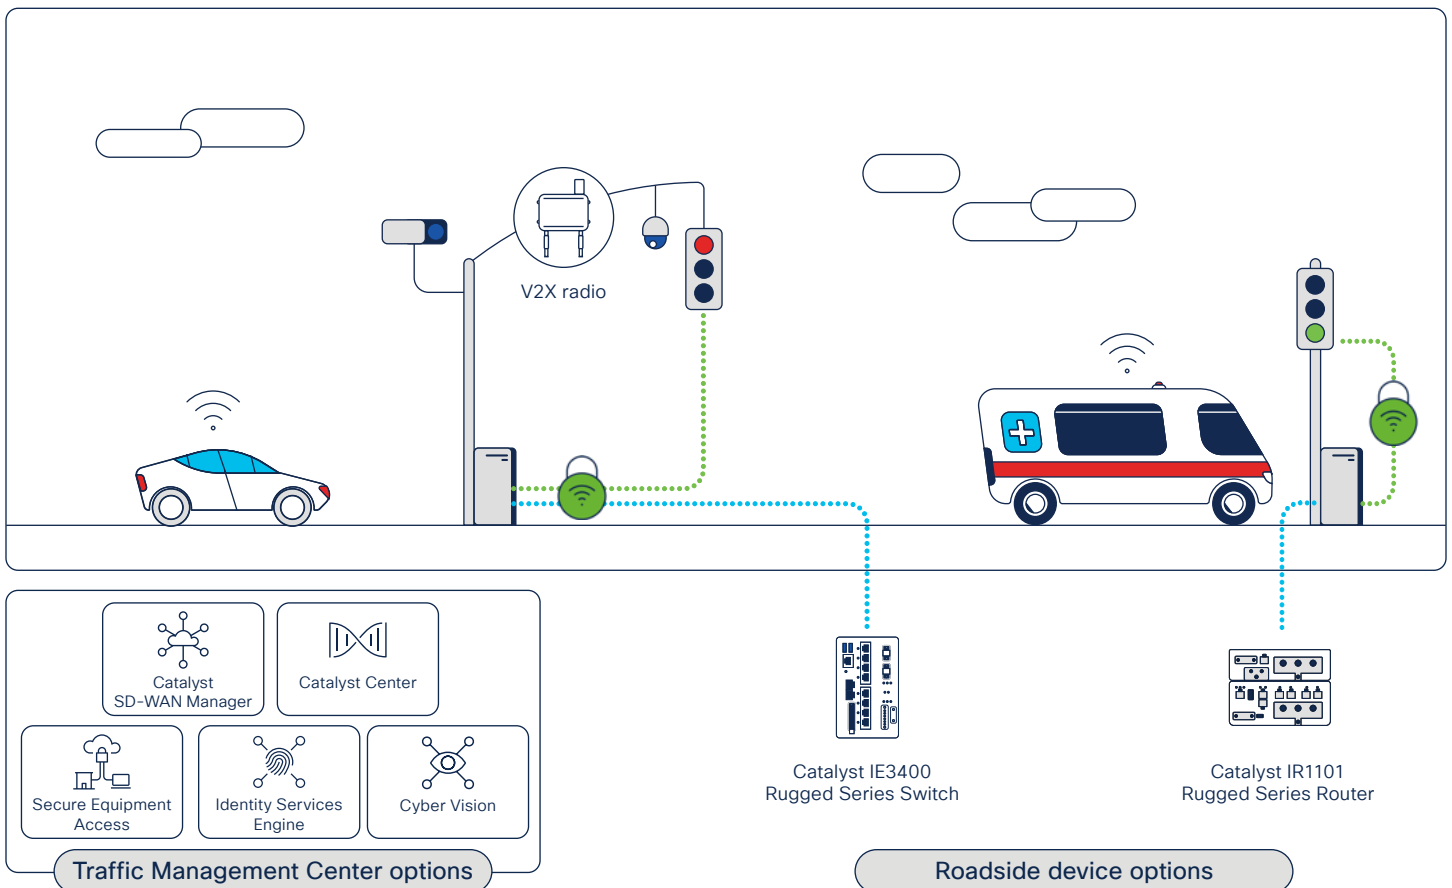 V2X radio
Catalyst
SD-WAN Manager
Catalyst Center
Secure Equipment
Access
Identity Services
Engine
Cyber Vision
Traffic Management Center options
Catalyst IE3400
Rugged Series Switch
Catalyst IR1101
Rugged Series Router
Roadside device options